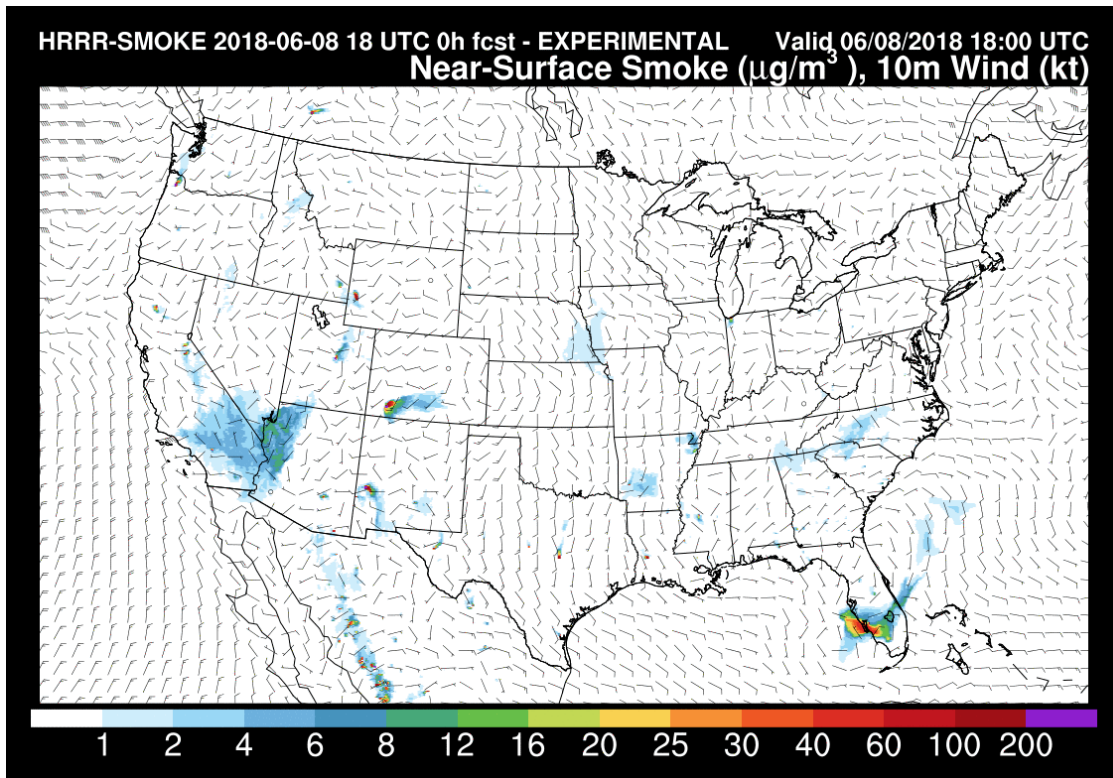 HRRR-SMOKE 2018-06-08 18 UTC 0h fcst - EXPERIMENTAL Valid 06/08/2018 18:00 UTC
Near-Surface Smoke (μg/m³ ), 10m Wind (kt)
1 2 4 6 8 12 16 20 25 30 40 60 100 200